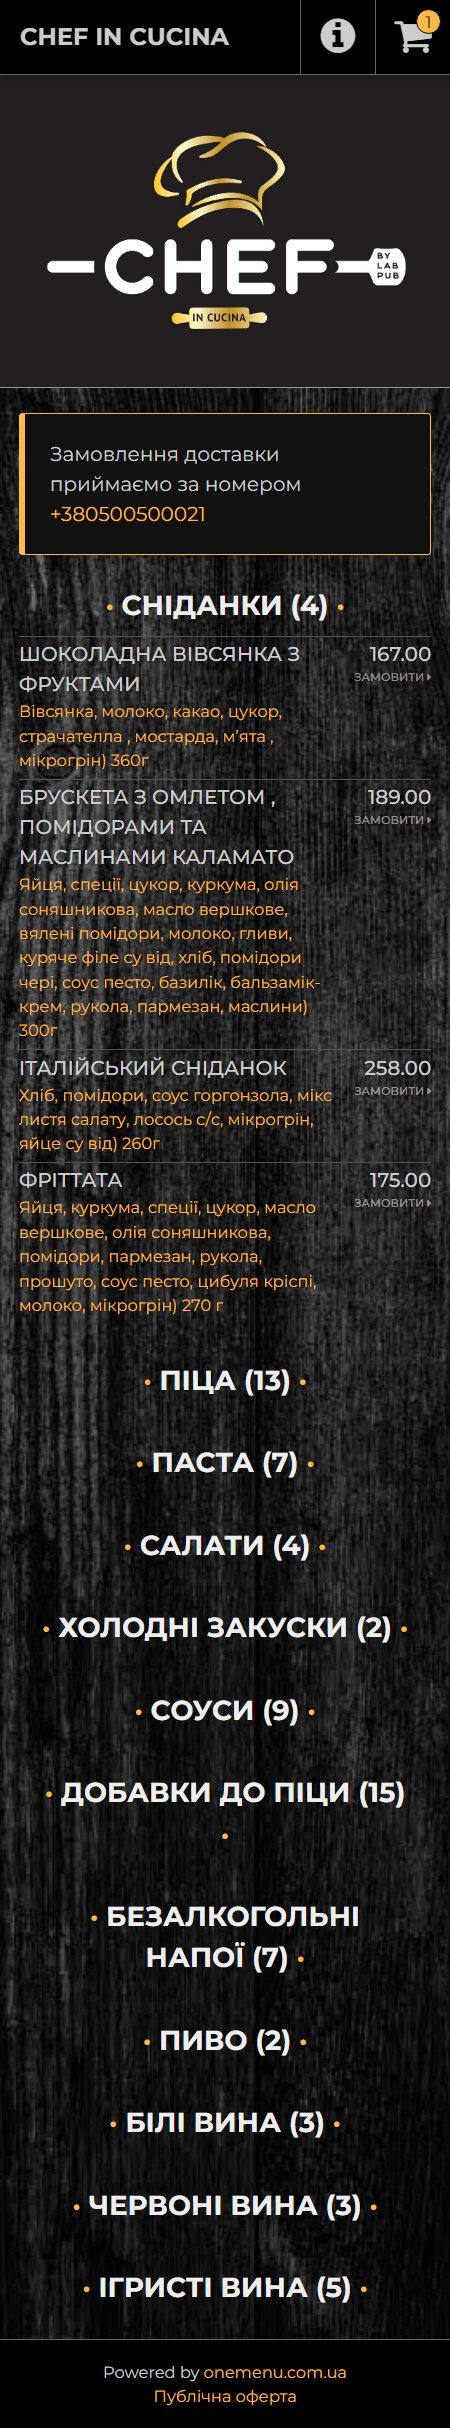 CHEF IN CUCINA
1
CHEF
BY
LAB
PUB
IN CUCINA
Замовлення доставки
приймаємо за номером
+380500500021
• СНІДАНКИ (4) •
ШОКОЛАДНА ВІВСЯНКА З 167.00
ФРУКТАМИ ЗАМОВИТИ
Вівсянка, молоко, какао, цукор,
страчателла , мостарда, м'ята ,
мікрогрін) 360г
БРУСКЕТА З ОМЛЕТОМ , 189.00
ПОМІДОРАМИ ТА ЗАМОВИТИ
МАСЛИНАМИ КАЛАМАТО
Яйця, спеції, цукор, куркума, олія
соняшникова, масло вершкове,
вялені помідори, молоко, гливи,
куряче філе су від, хліб, помідори
чері, соус песто, базилік, бальзамік-
крем, рукола, пармезан, маслини)
300г
ІТАЛІЙСЬКИЙ СНІДАНОК 258.00
Хліб, помідори, соус горгонзола, мікс ЗАМОВИТИ
листя салату, лосось с/с, мікрогрін,
яйце су від) 260г
ФРІТТАТА 175.00
Яйця, куркума, спеції, цукор, масло ЗАМОВИТИ
вершкове, олія соняшникова,
помідори, пармезан, рукола,
прошуто, соус песто, цибуля кріспі,
молоко, мікрогрін) 270 г
• ПІЦА (13) •
• ПАСТА (7) •
• САЛАТИ (4) •
• ХОЛОДНІ ЗАКУСКИ (2) •
• СОУСИ (9) •
• ДОБАВКИ ДО ПІЦИ (15)
•
• БЕЗАЛКОГОЛЬНІ
НАПОЇ (7) •
• ПИВО (2) •
• БІЛІ ВИНА (3) •
• ЧЕРВОНІ ВИНА (3) •
• ІГРИСТІ ВИНА (5) •
Powered by onemenu.com.ua
Публічна оферта